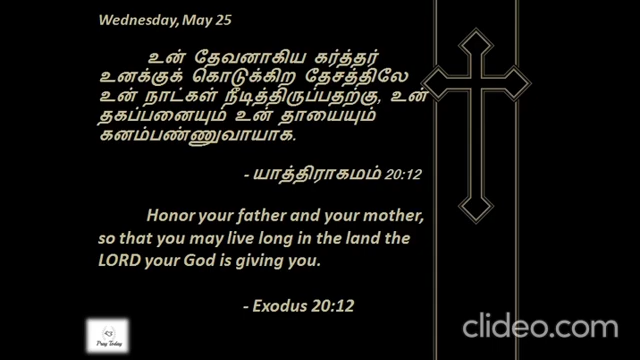 Wednesday, May 25
உன் தேவனாகிய கர்த்தர்
உனக்குக் கொடுக்கிற தேசத்திலே
உன் நாட்கள் நீடித்திருப்பதற்கு, உன்
தகப்பனையும் உன் தாயையும்
கனம்பண்ணுவாயாக.
- யாத்திராகமம் 20:12
Honor your father and your mother,
so that you may live long in the land the
LORD your God is giving you.
- Exodus 20:12
Pray Today
clideo.com